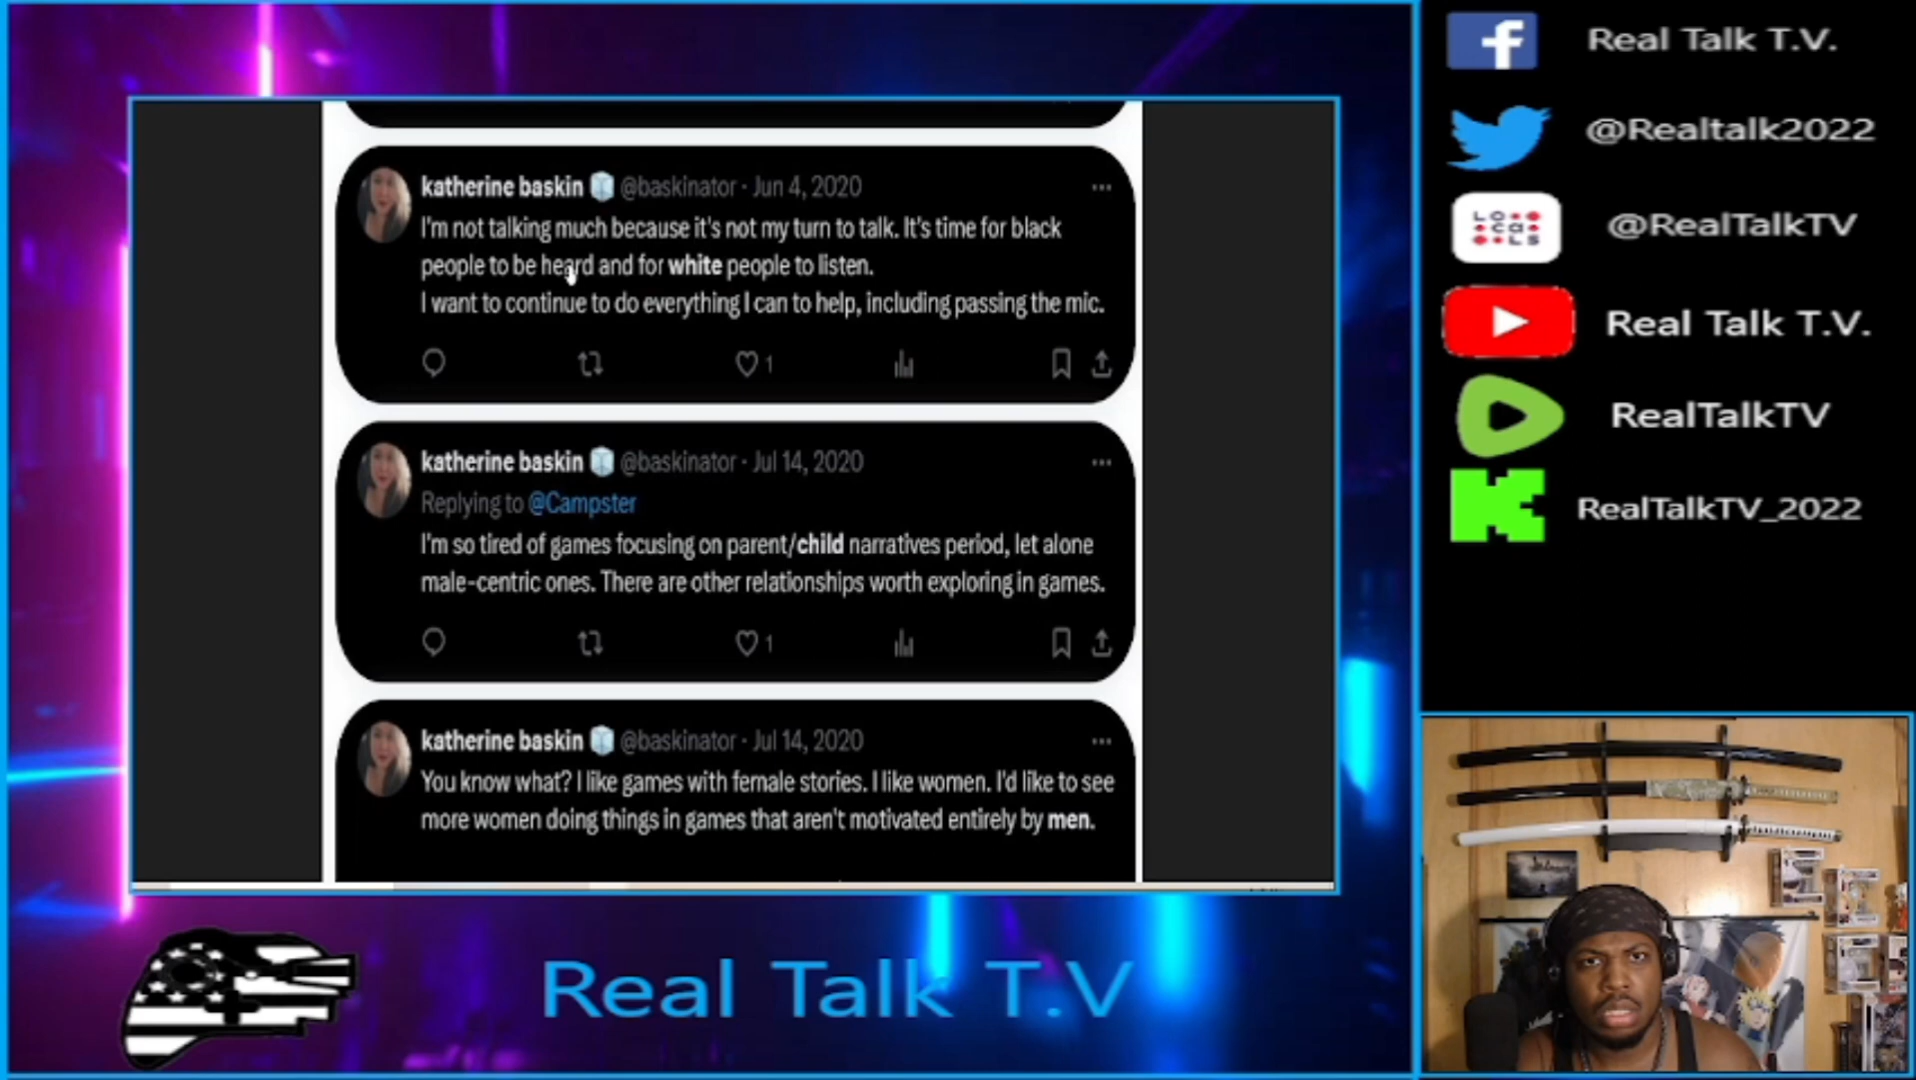 katherine baskin @baskinator · Jun 4, 2020
I'm not talking much because it's not my turn to talk. It's time for black
people to be heard and for white people to listen.
I want to continue to do everything I can to help, including passing the mic.
1
katherine baskin @baskinator · Jul 14, 2020
Replying to @Campster
I'm so tired of games focusing on parent/child narratives period, let alone
male-centric ones. There are other relationships worth exploring in games.
1
katherine baskin @baskinator · Jul 14, 2020
You know what? I like games with female stories. I like women. I'd like to see
more women doing things in games that aren't motivated entirely by men.
Real Talk T.V
Real Talk T.V.
@Realtalk2022
LOCALS
@RealTalkTV
Real Talk T.V.
RealTalkTV
RealTalkTV_2022